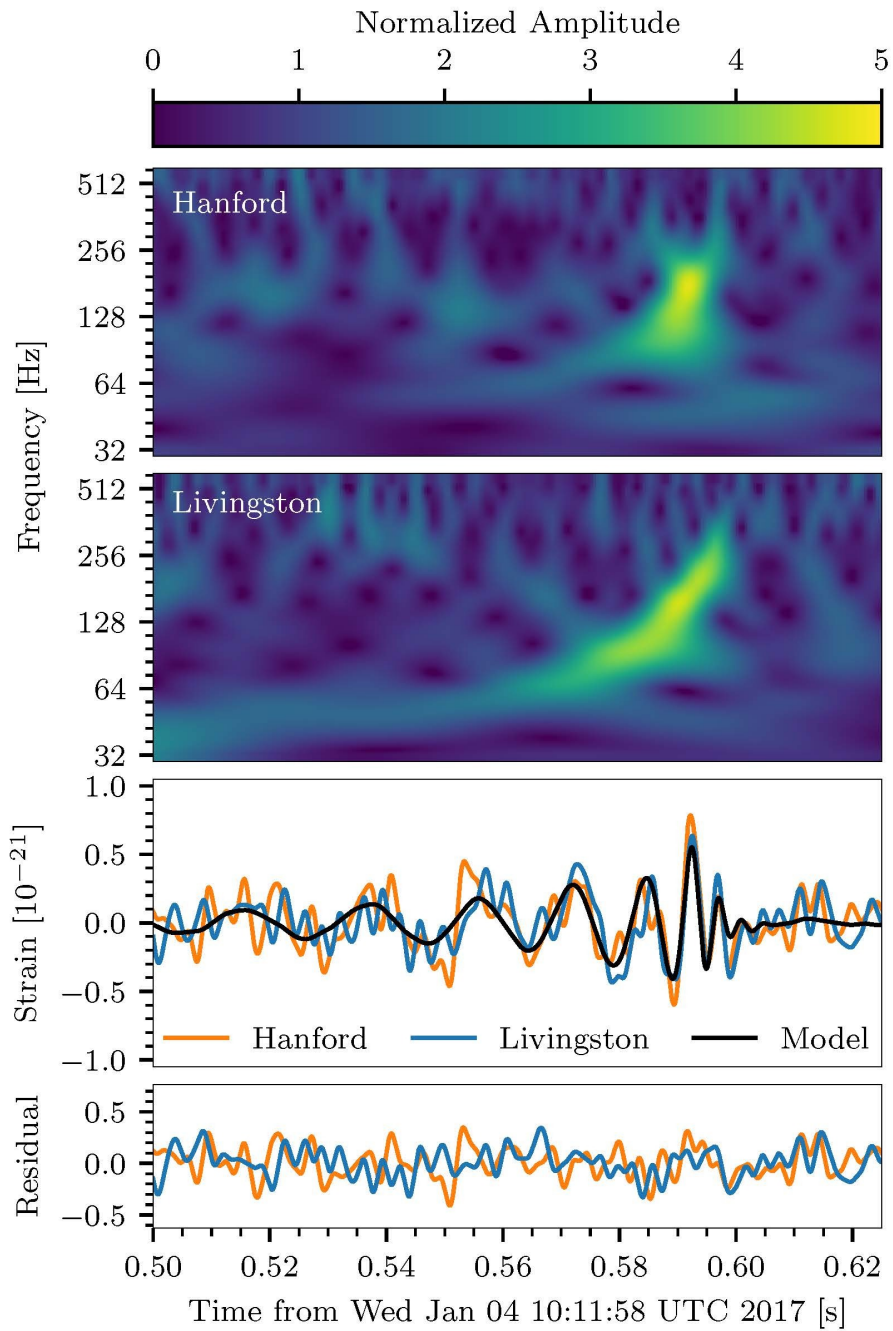 Normalized Amplitude
0 1 2 3 4 5
512
Hanford
256
128
64
32
Frequency [Hz]
512
Livingston
256
128
64
32
1.0
0.5
0.0
−0.5
−1.0
Strain [10−21]
Hanford Livingston Model
0.5
0.0
−0.5
Residual
0.50 0.52 0.54 0.56 0.58 0.60 0.62
Time from Wed Jan 04 10:11:58 UTC 2017 [s]